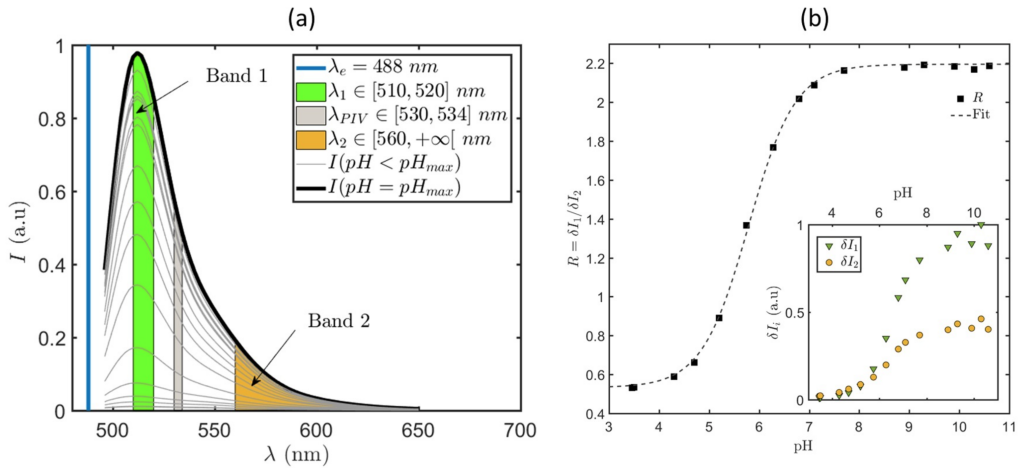 (a)
1
0.8
0.6
0.4
0.2
0
I (a.u)
500 550 600 650 700
λ (nm)
Band 1
Band 2
λe = 488 nm
λ1 ∈ [510, 520] nm
λPIV ∈ [530, 534] nm
λ2 ∈ [560, +∞[ nm
I(pH < pHmax)
I(pH = pHmax)
(b)
2.2
2.0
1.8
1.6
1.4
1.2
1.0
0.8
0.6
0.4
R = δI1/δI2
3 4 5 6 7 8 9 10 11
pH
R
Fit
pH
4 6 8 10
1
0.5
0
δIi (a.u)
δI1
δI2